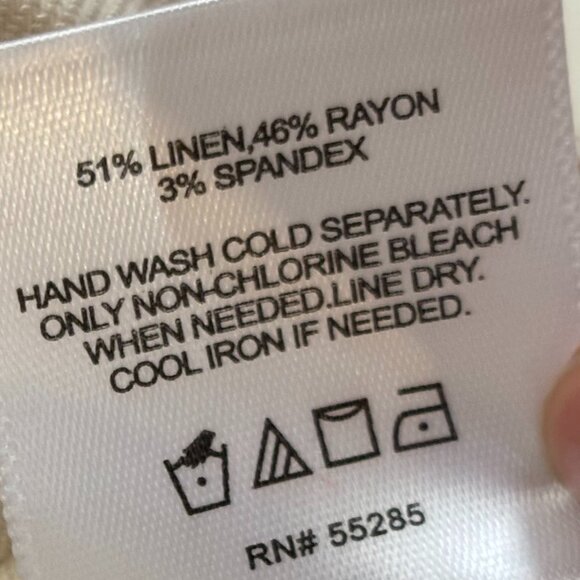 51% LINEN,46% RAYON
3% SPANDEX
HAND WASH COLD SEPARATELY.
ONLY NON-CHLORINE BLEACH
WHEN NEEDED.LINE DRY.
COOL IRON IF NEEDED.
RN# 55285